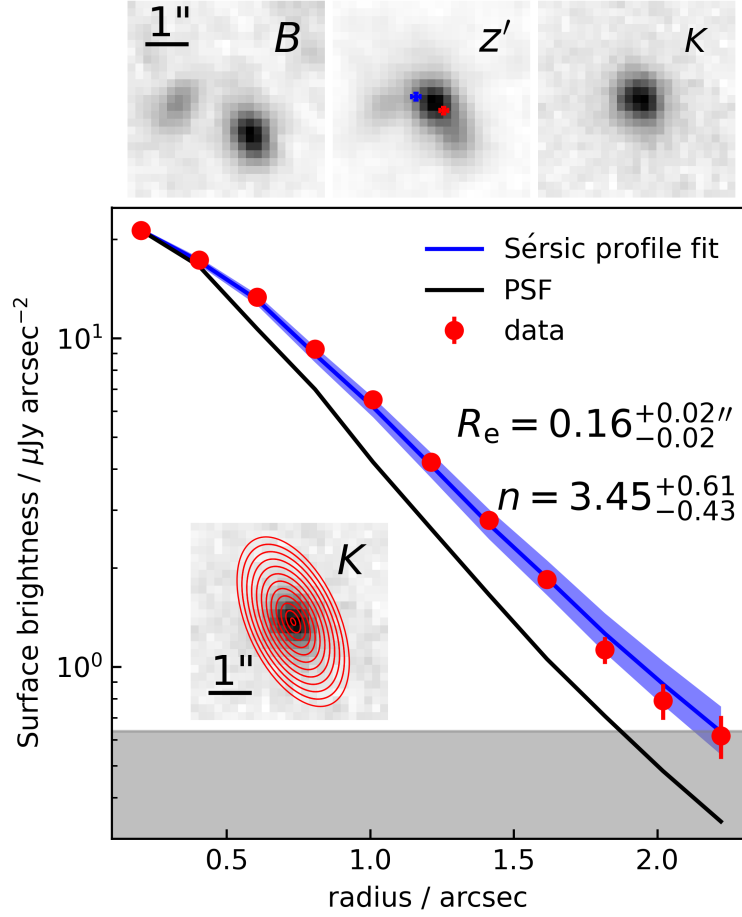 1" B z′ K
Sérsic profile fit
PSF
data
R_e = 0.16^{+0.02}_{-0.02}″
n = 3.45^{+0.61}_{-0.43}
K
1"
Surface brightness / μJy arcsec⁻²
10¹
10⁰
0.5 1.0 1.5 2.0
radius / arcsec